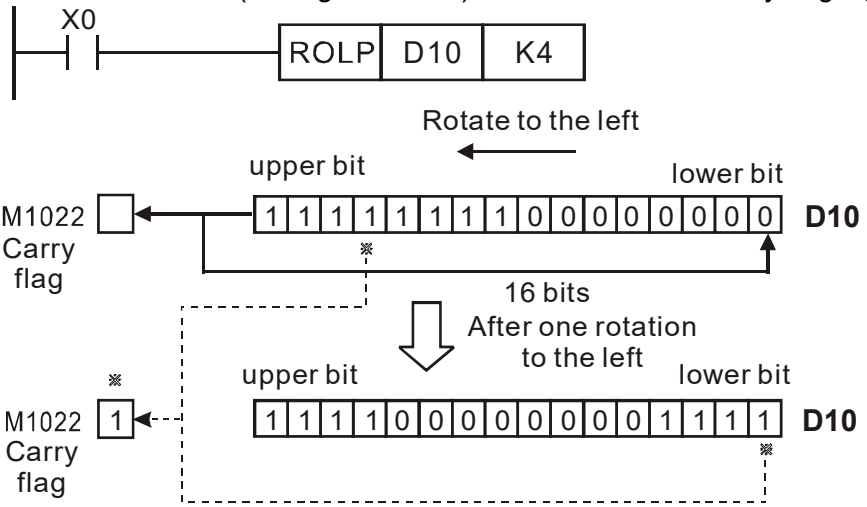 X0
ROLP D10 K4
Rotate to the left
upper bit lower bit
M1022 1 1 1 1 1 1 1 1 0 0 0 0 0 0 0 0 D10
Carry
flag
※
16 bits
After one rotation
to the left
upper bit lower bit
※
M1022 1 1 1 1 1 0 0 0 0 0 0 0 0 1 1 1 1 D10
Carry
flag
※